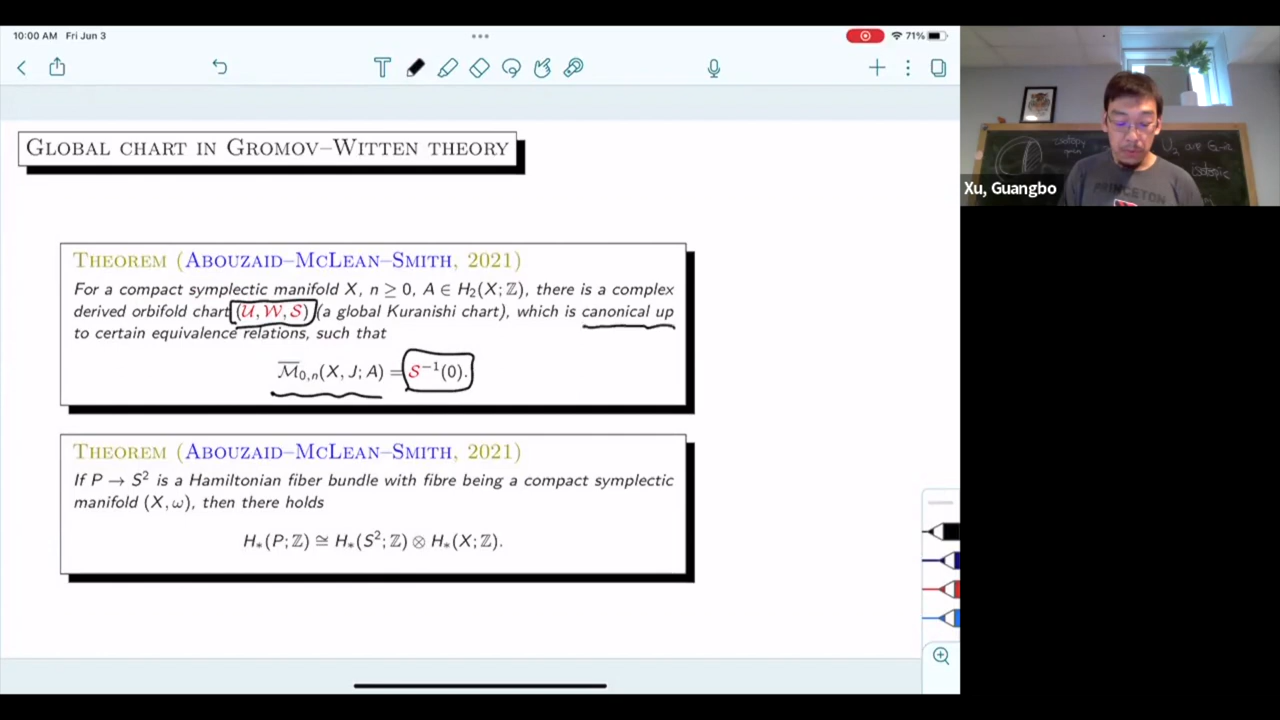 10:00 AM Fri Jun 3
71%
GLOBAL CHART IN GROMOV–WITTEN THEORY
THEOREM (ABOUZAID–MCLEAN–SMITH, 2021)
For a compact symplectic manifold X, n ≥ 0, A ∈ H₂(X; ℤ), there is a complex
derived orbifold chart (𝒰, 𝒲, 𝒮) (a global Kuranishi chart), which is canonical up
to certain equivalence relations, such that
ℳ̅₀,ₙ(X, J; A) = 𝒮⁻¹(0).
THEOREM (ABOUZAID–MCLEAN–SMITH, 2021)
If P → S² is a Hamiltonian fiber bundle with fibre being a compact symplectic
manifold (X, ω), then there holds
H∗(P; ℤ) ≅ H∗(S²; ℤ) ⊗ H∗(X; ℤ).
Xu, Guangbo
PRINCETON
isotopic